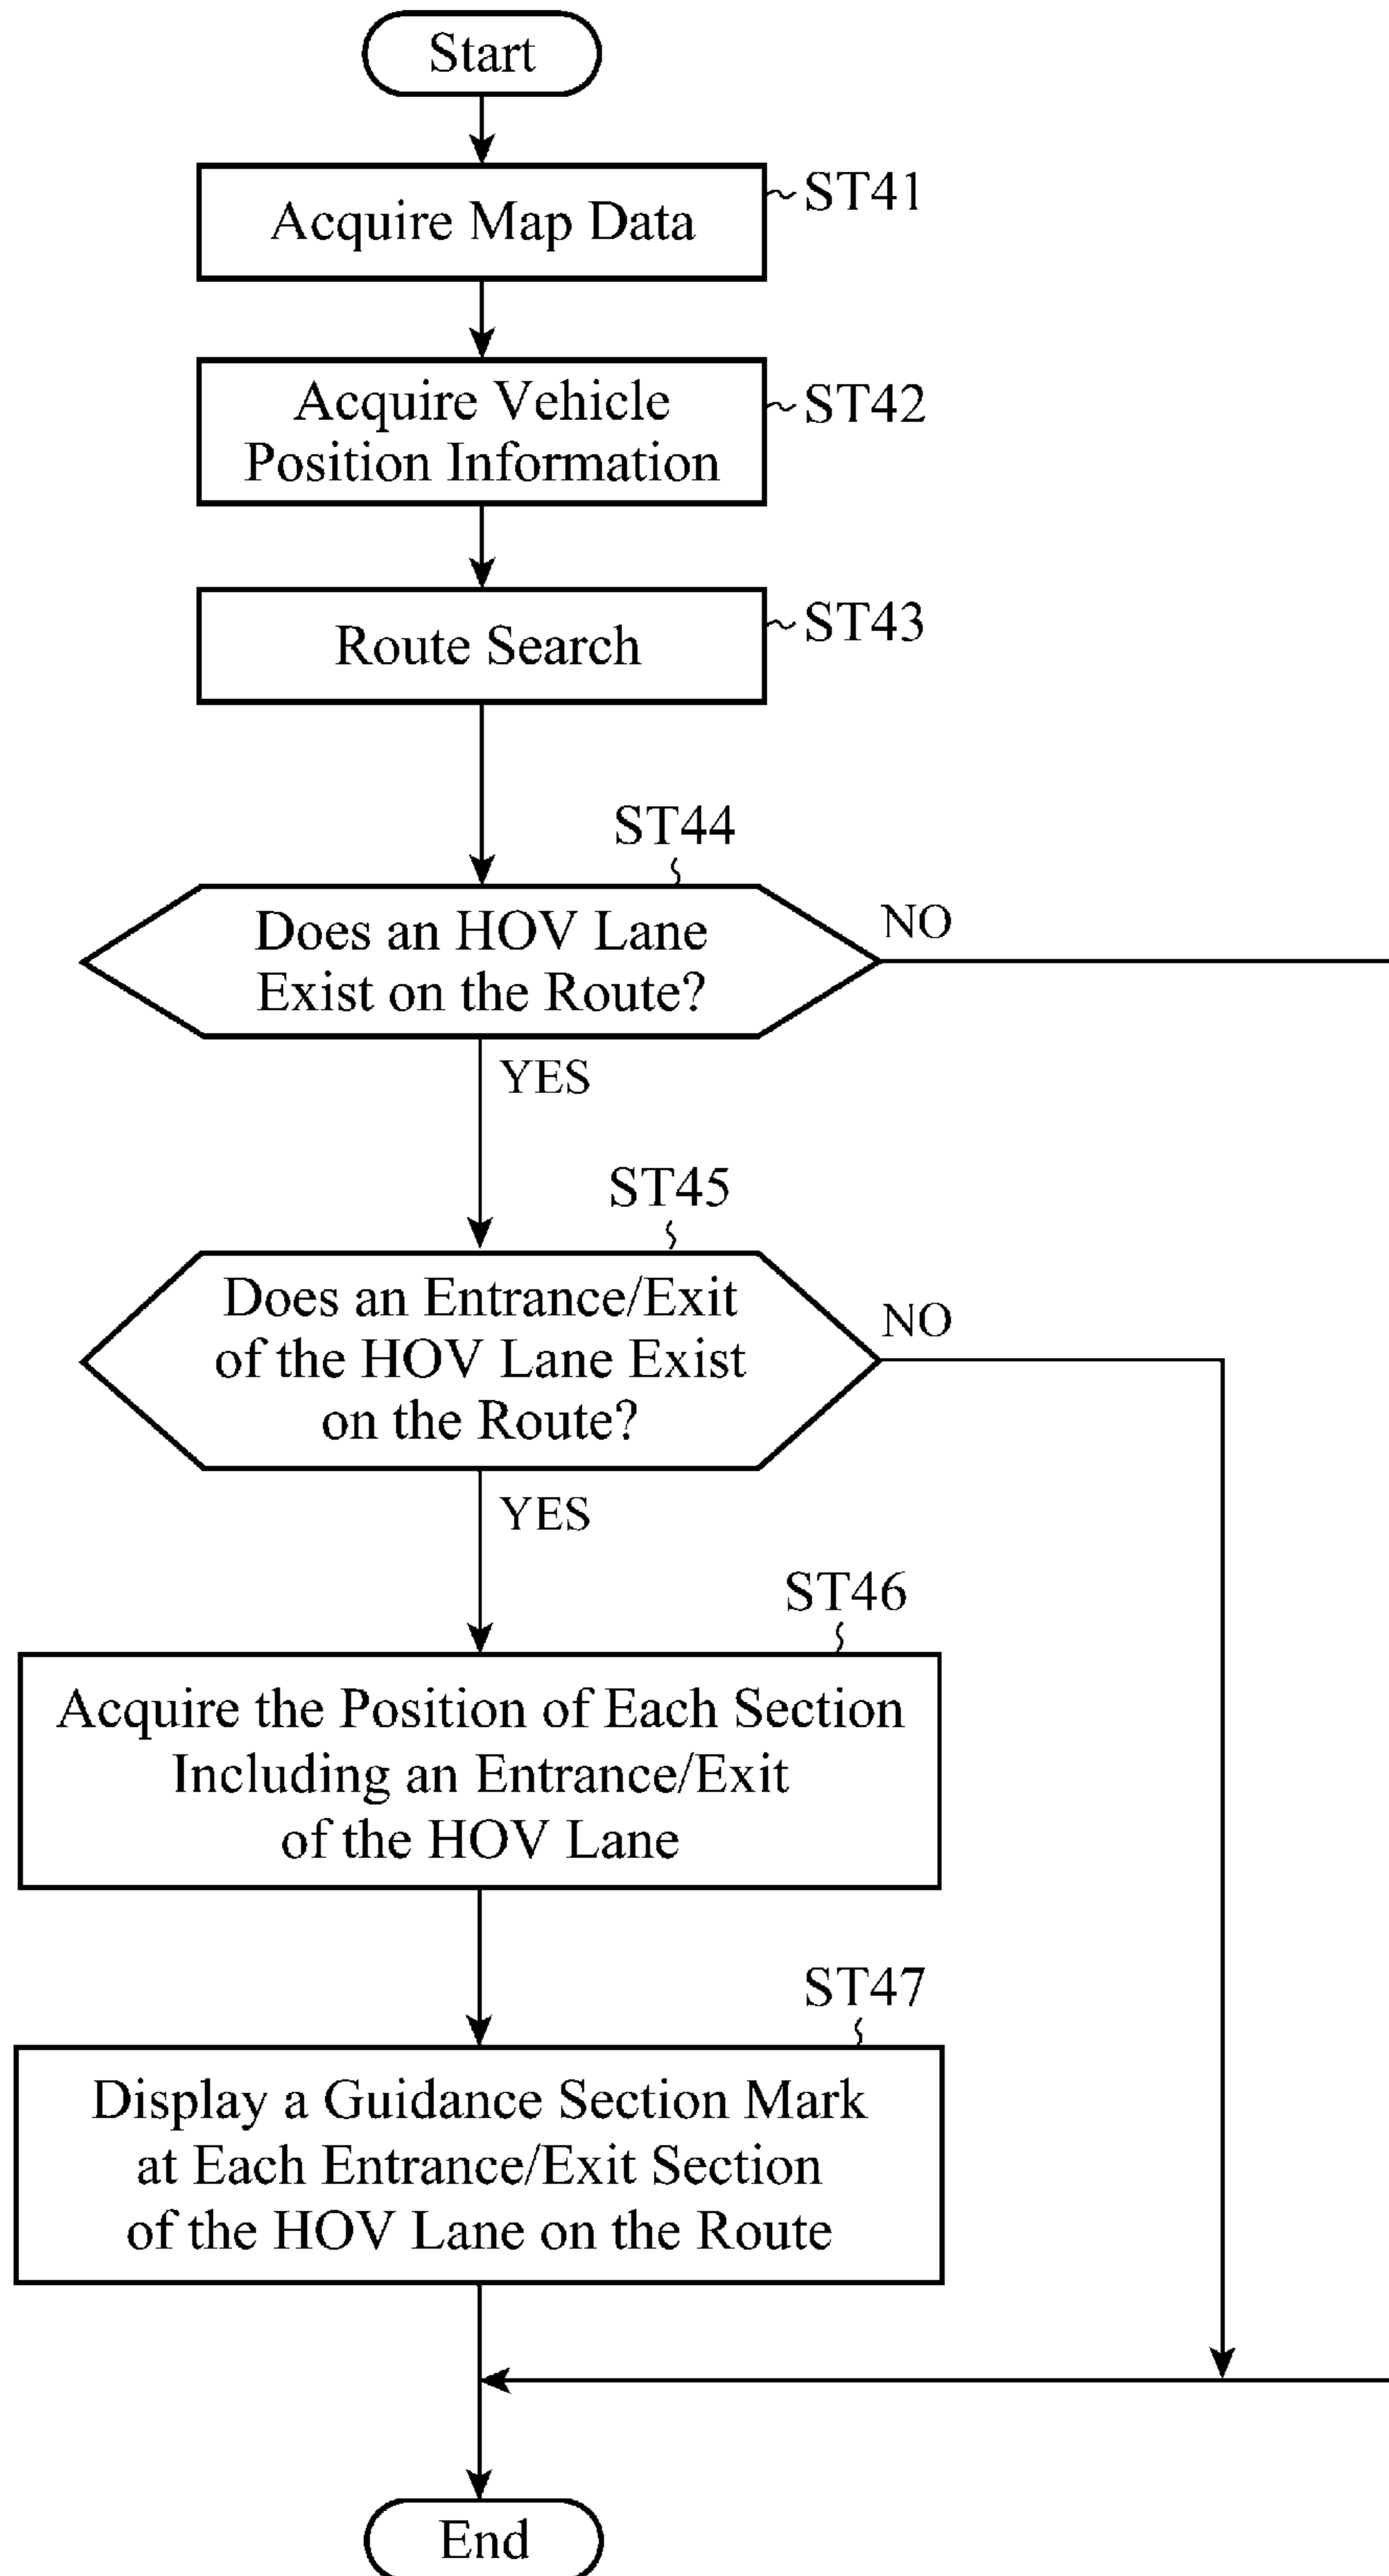 Start
Acquire Map Data
ST41
Acquire Vehicle
Position Information
ST42
Route Search
ST43
ST44
Does an HOV Lane
Exist on the Route?
NO
YES
ST45
Does an Entrance/Exit
of the HOV Lane Exist
on the Route?
NO
YES
ST46
Acquire the Position of Each Section
Including an Entrance/Exit
of the HOV Lane
ST47
Display a Guidance Section Mark
at Each Entrance/Exit Section
of the HOV Lane on the Route
End